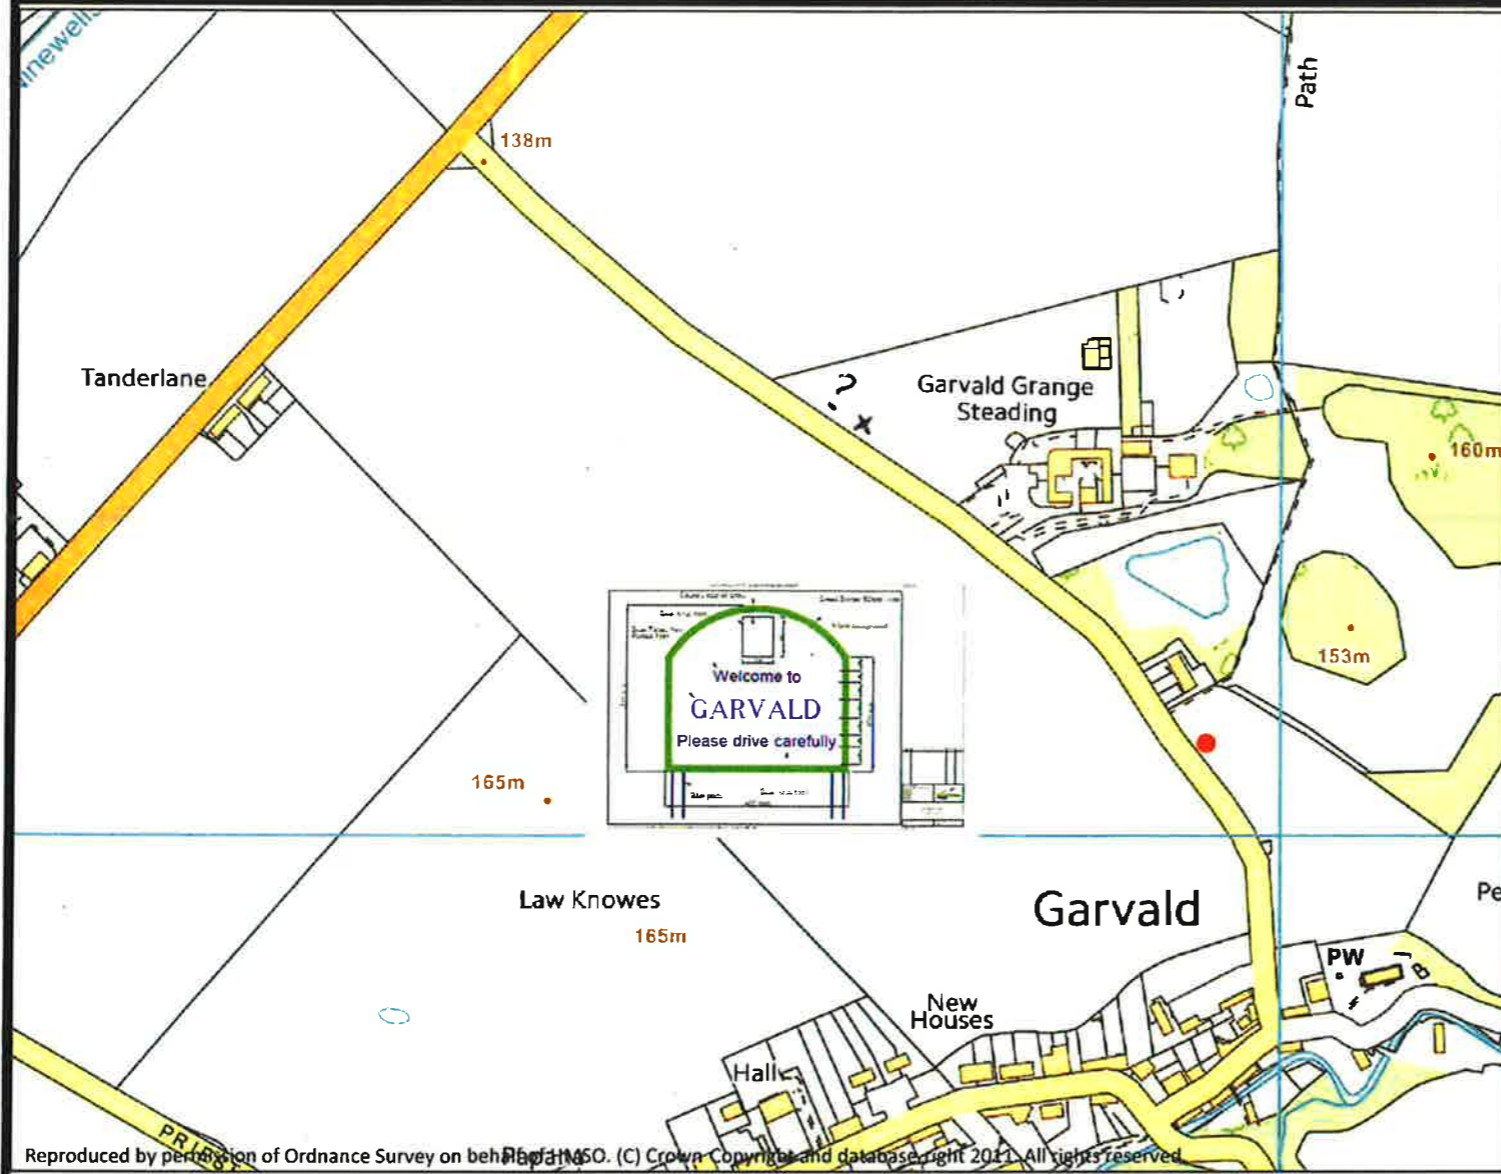 Path
138m
Tanderlane
?
x
Garvald Grange
Steading
160m
153m
Welcome to
GARVALD
Please drive carefully
165m
Law Knowes
165m
Garvald
PW
New
Houses
Hall
Reproduced by permission of Ordnance Survey on behalf of HMSO. (C) Crown Copyright and database right 2011. All rights reserved